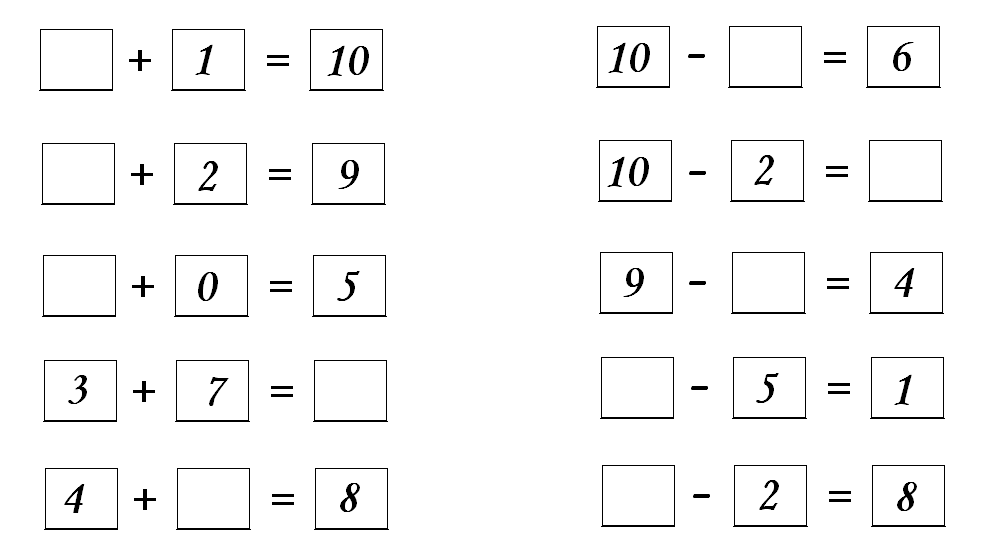 + 1 = 10
+ 2 = 9
+ 0 = 5
3 + 7 =
4 + = 8
10 - = 6
10 - 2 =
9 - = 4
- 5 = 1
- 2 = 8